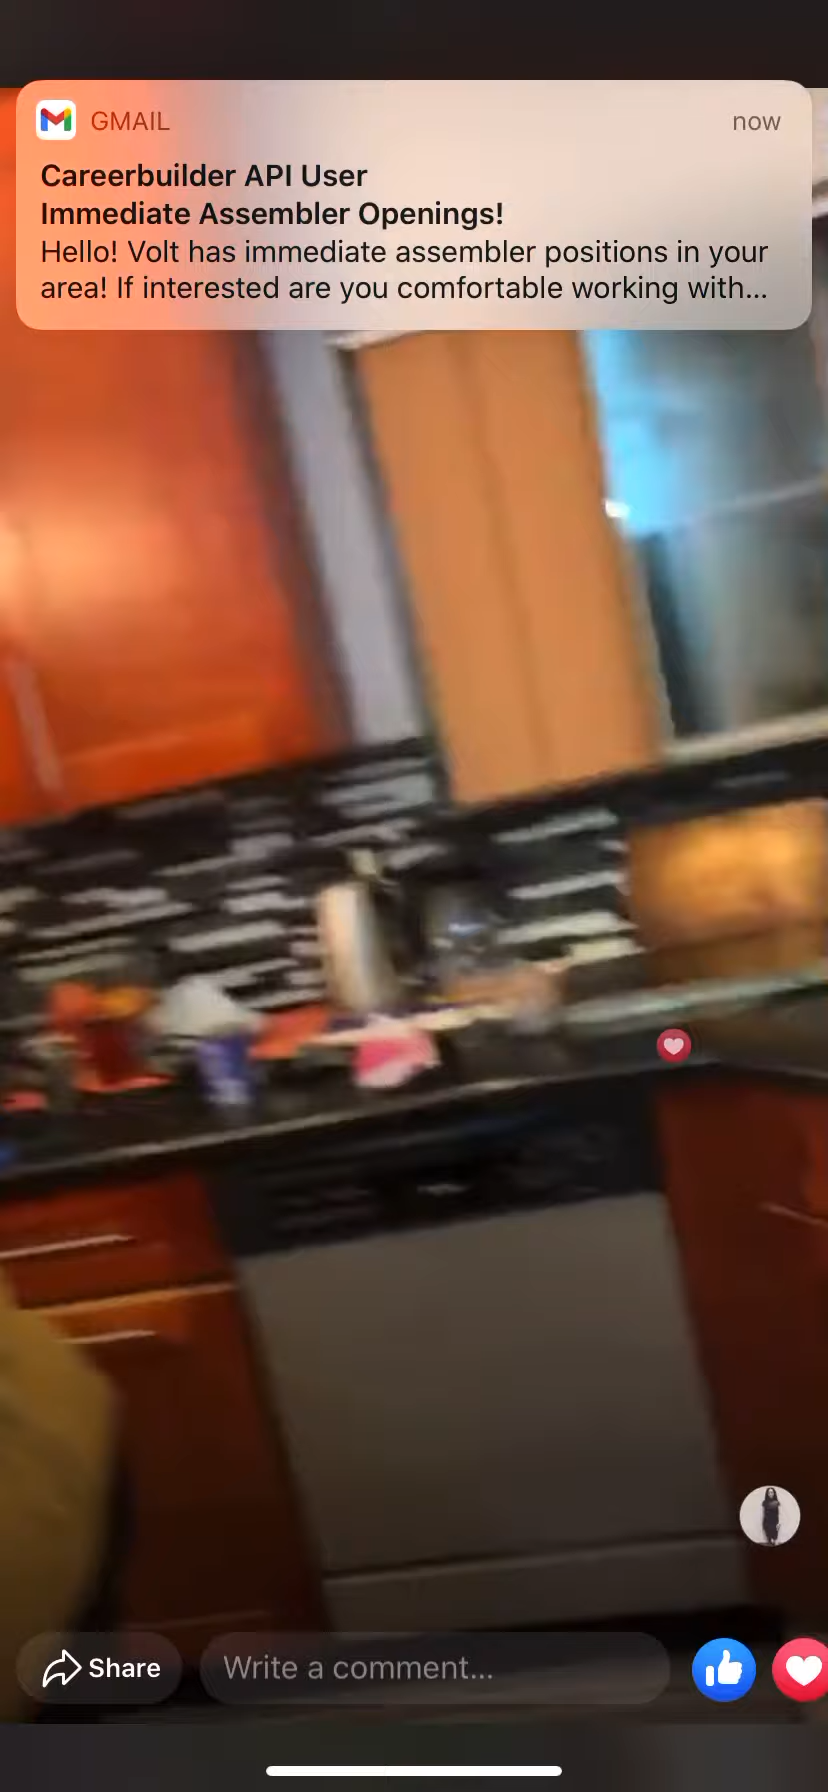 GMAIL
now
Careerbuilder API User
Immediate Assembler Openings!
Hello! Volt has immediate assembler positions in your
area! If interested are you comfortable working with...
Share
Write a comment...